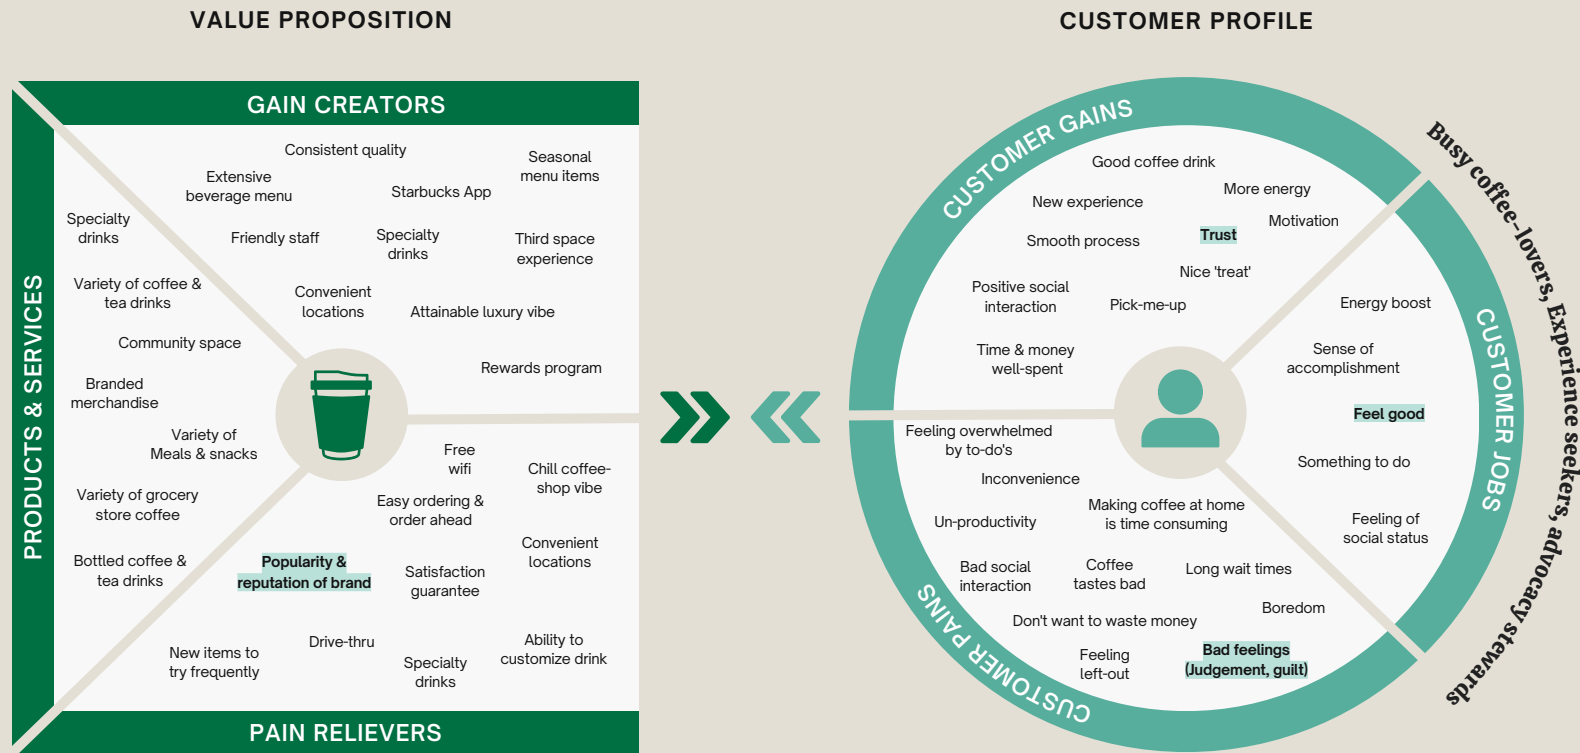 VALUE PROPOSITION
GAIN CREATORS
Consistent quality
Seasonal
menu items
Extensive
beverage menu
Starbucks App
Friendly staff
Specialty
drinks
Third space
experience
Convenient
locations
Attainable luxury vibe
Rewards program
PRODUCTS & SERVICES
Specialty
drinks
Variety of coffee &
tea drinks
Community space
Branded
merchandise
Variety of
Meals & snacks
Variety of grocery
store coffee
Bottled coffee &
tea drinks
Free
wifi
Chill coffee-
shop vibe
Easy ordering &
order ahead
Convenient
locations
Popularity &
reputation of brand
Satisfaction
guarantee
New items to
try frequently
Drive-thru
Specialty
drinks
Ability to
customize drink
PAIN RELIEVERS
CUSTOMER PROFILE
CUSTOMER GAINS
Good coffee drink
More energy
New experience
Motivation
Trust
Smooth process
Nice 'treat'
Positive social
interaction
Pick-me-up
Time & money
well-spent
CUSTOMER JOBS
Energy boost
Sense of
accomplishment
Feel good
Something to do
Feeling of
social status
Feeling overwhelmed
by to-do's
Inconvenience
Making coffee at home
is time consuming
Un-productivity
Bad social
interaction
Coffee
tastes bad
Long wait times
Boredom
Don't want to waste money
Feeling
left-out
Bad feelings
(Judgement, guilt)
CUSTOMER PAINS
Busy coffee-lovers, Experience seekers, advocacy stewards